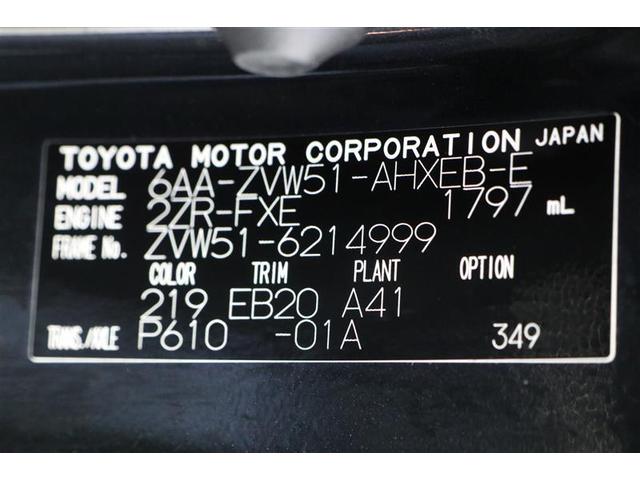 TOYOTA MOTOR CORPORATION JAPAN
MODEL 6AA-ZVW51-AHXEB-E
ENGINE 2ZR-FXE 1797 mL
FRAME No. ZVW51-6214999
COLOR TRIM PLANT OPTION
219 EB20 A41
TRANS./AXLE P610 -01A 349